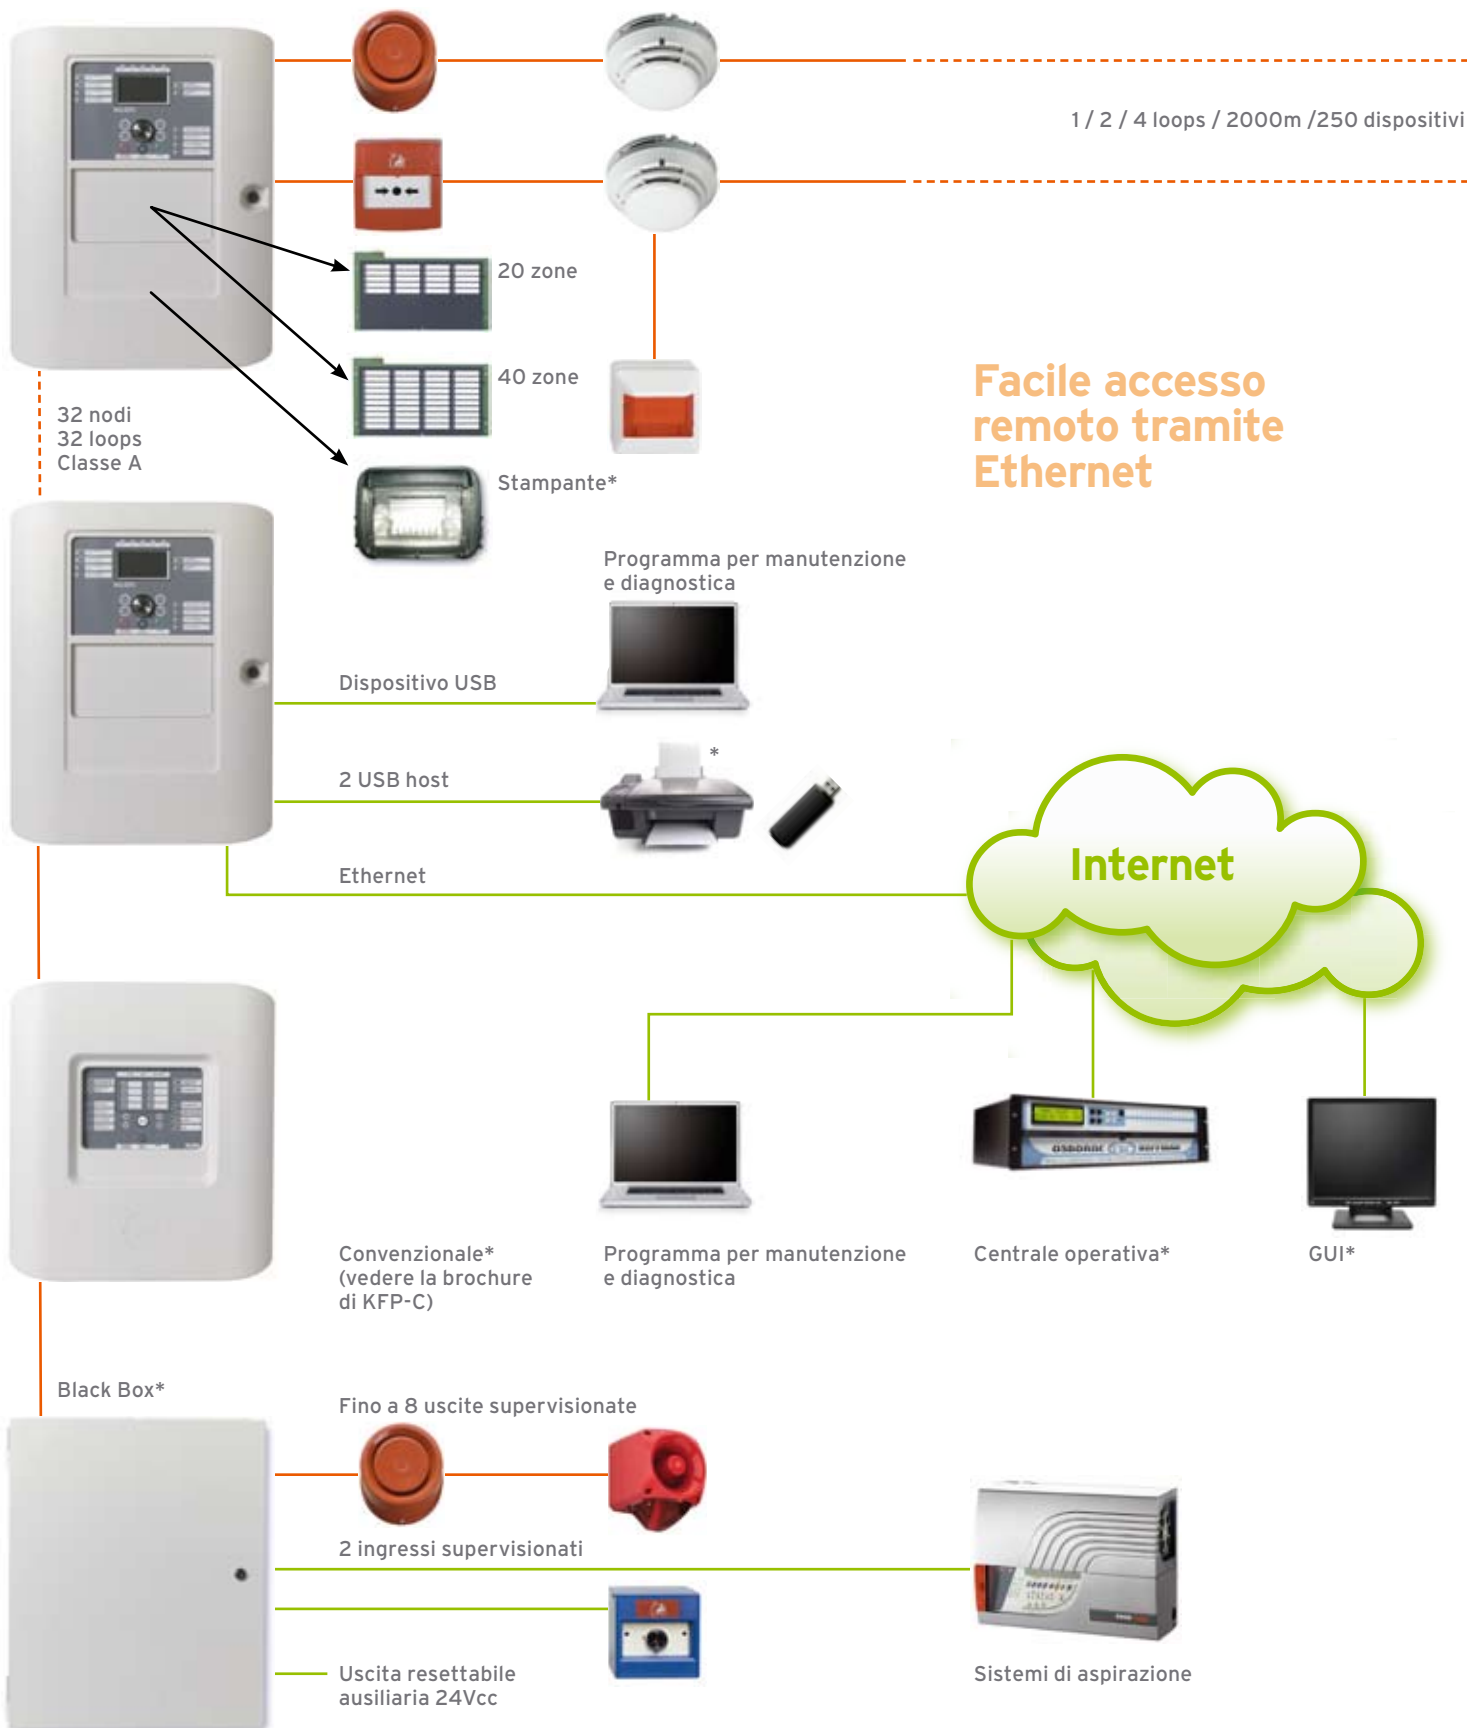 1 / 2 / 4 loops / 2000m /250 dispositivi
20 zone
40 zone
32 nodi
32 loops
Classe A
Facile accesso
remoto tramite
Ethernet
Stampante*
Programma per manutenzione
e diagnostica
Dispositivo USB
2 USB host
*
Ethernet
Internet
Convenzionale*
(vedere la brochure
di KFP-C)
Programma per manutenzione
e diagnostica
Centrale operativa*
GUI*
Black Box*
Fino a 8 uscite supervisionate
2 ingressi supervisionati
Uscita resettabile
ausiliaria 24Vcc
Sistemi di aspirazione